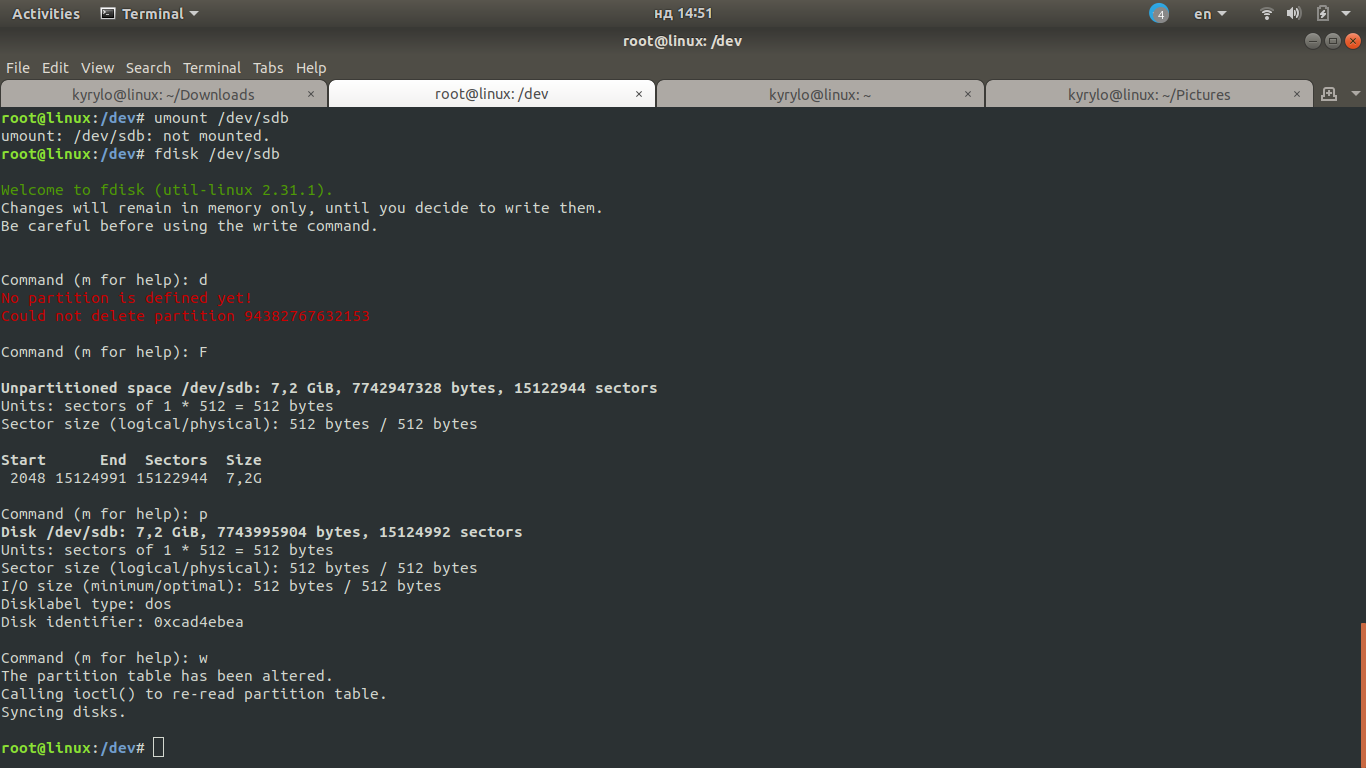 Activities Terminal нд 14:51 4 en
root@linux: /dev
File Edit View Search Terminal Tabs Help
kyrylo@linux: ~/Downloads × root@linux: /dev × kyrylo@linux: ~ × kyrylo@linux: ~/Pictures ×
root@linux:/dev# umount /dev/sdb
umount: /dev/sdb: not mounted.
root@linux:/dev# fdisk /dev/sdb
Welcome to fdisk (util-linux 2.31.1).
Changes will remain in memory only, until you decide to write them.
Be careful before using the write command.
Command (m for help): d
No partition is defined yet!
Could not delete partition 94382767632153
Command (m for help): F
Unpartitioned space /dev/sdb: 7,2 GiB, 7742947328 bytes, 15122944 sectors
Units: sectors of 1 * 512 = 512 bytes
Sector size (logical/physical): 512 bytes / 512 bytes
Start      End  Sectors  Size
 2048 15124991 15122944  7,2G
Command (m for help): p
Disk /dev/sdb: 7,2 GiB, 7743995904 bytes, 15124992 sectors
Units: sectors of 1 * 512 = 512 bytes
Sector size (logical/physical): 512 bytes / 512 bytes
I/O size (minimum/optimal): 512 bytes / 512 bytes
Disklabel type: dos
Disk identifier: 0xcad4ebea
Command (m for help): w
The partition table has been altered.
Calling ioctl() to re-read partition table.
Syncing disks.
root@linux:/dev#